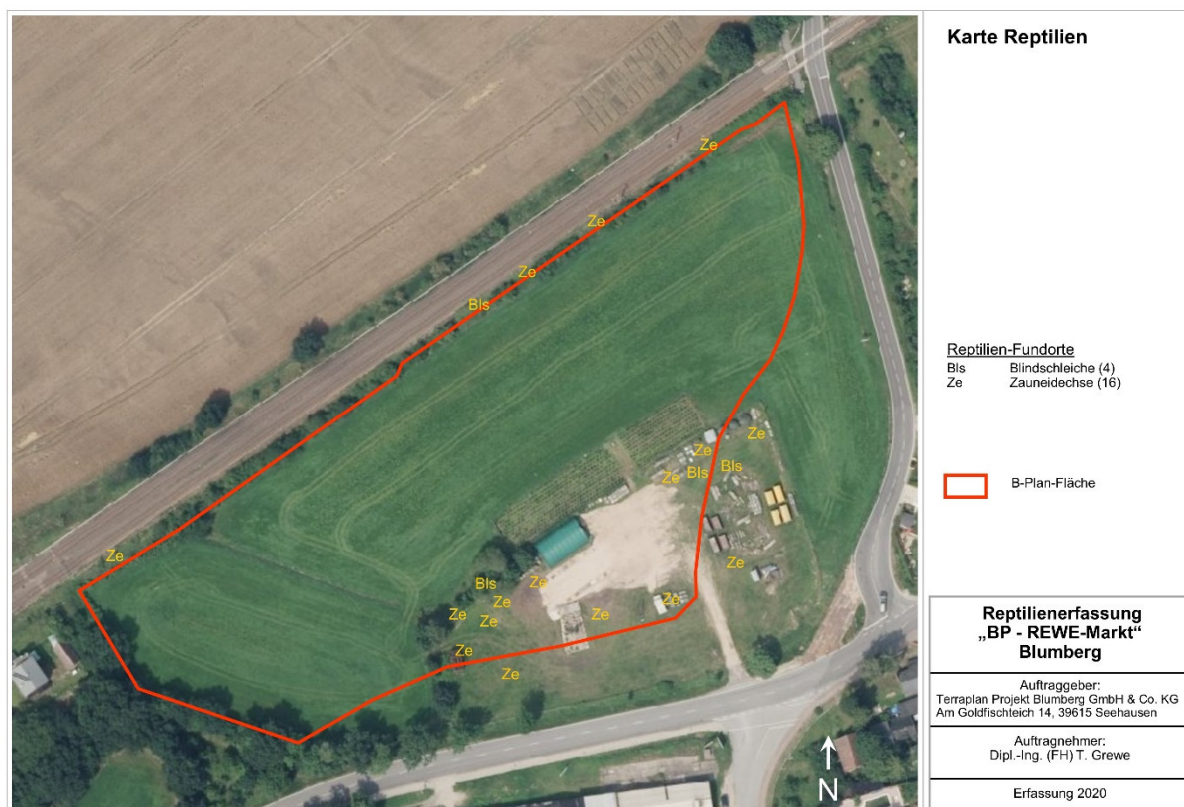 Karte Reptilien
Ze
Ze
Ze
Bls
Reptilien-Fundorte
Bls Blindschleiche (4)
Ze Zauneidechse (16)
Ze
Ze
Bls
Bls
Ze
B-Plan-Fläche
Ze
Ze
Bls
Ze
Ze
Ze
Ze
Ze
Ze
Ze
Ze
Reptilienerfassung
„BP - REWE-Markt“
Blumberg
Auftraggeber:
Terraplan Projekt Blumberg GmbH & Co. KG
Am Goldfischteich 14, 39615 Seehausen
Auftragnehmer:
Dipl.-Ing. (FH) T. Grewe
N
Erfassung 2020